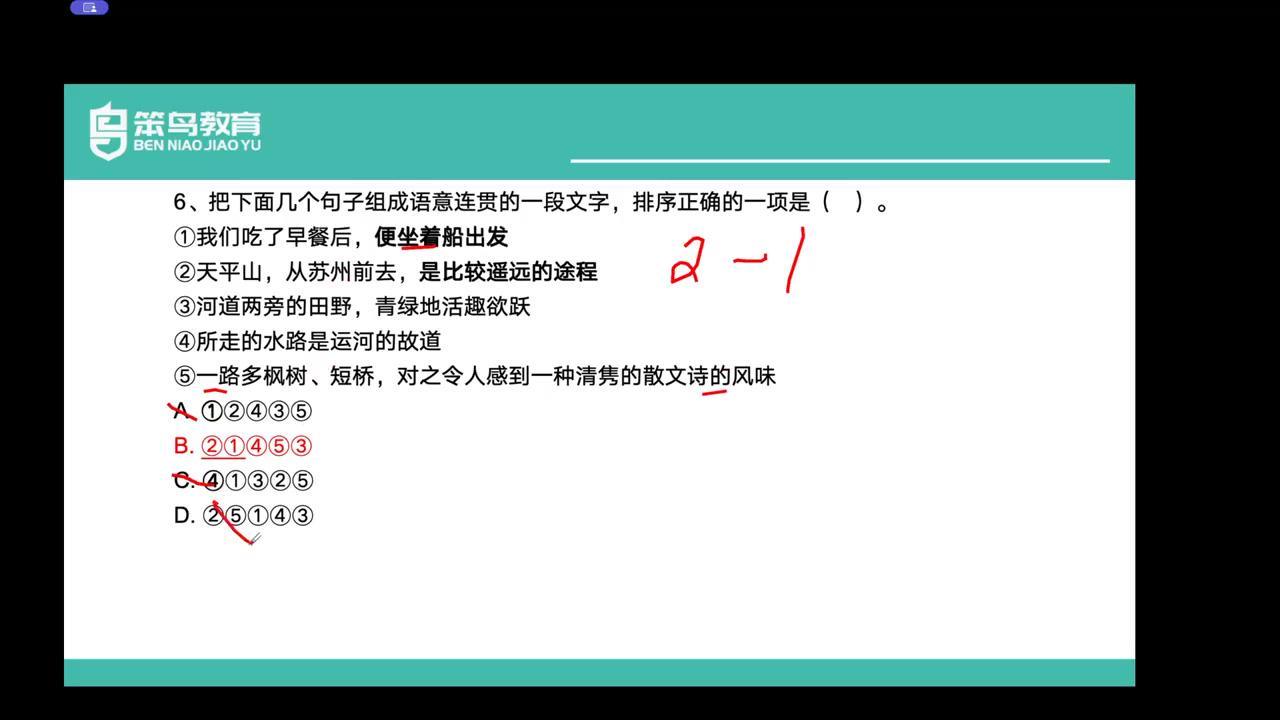 笨鸟教育
BEN NIAO JIAO YU
6、把下面几个句子组成语意连贯的一段文字，排序正确的一项是（ ）。
①我们吃了早餐后，便坐着船出发
②天平山，从苏州前去，是比较遥远的途程
③河道两旁的田野，青绿地活趣欲跃
④所走的水路是运河的故道
⑤一路多枫树、短桥，对之令人感到一种清隽的散文诗的风味
A. ①②④③⑤
B. ②①④⑤③
C. ④①③②⑤
D. ②⑤①④③
2-1